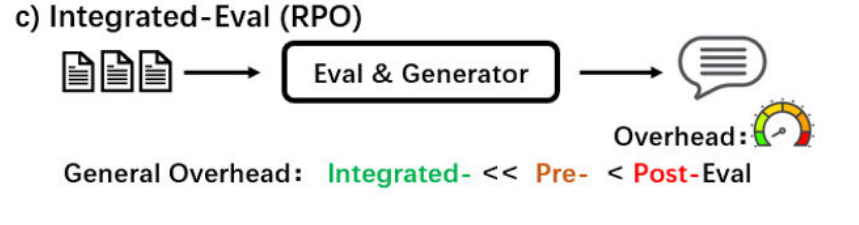 c) Integrated-Eval (RPO)
Eval & Generator
Overhead:
General Overhead: Integrated- << Pre- < Post-Eval